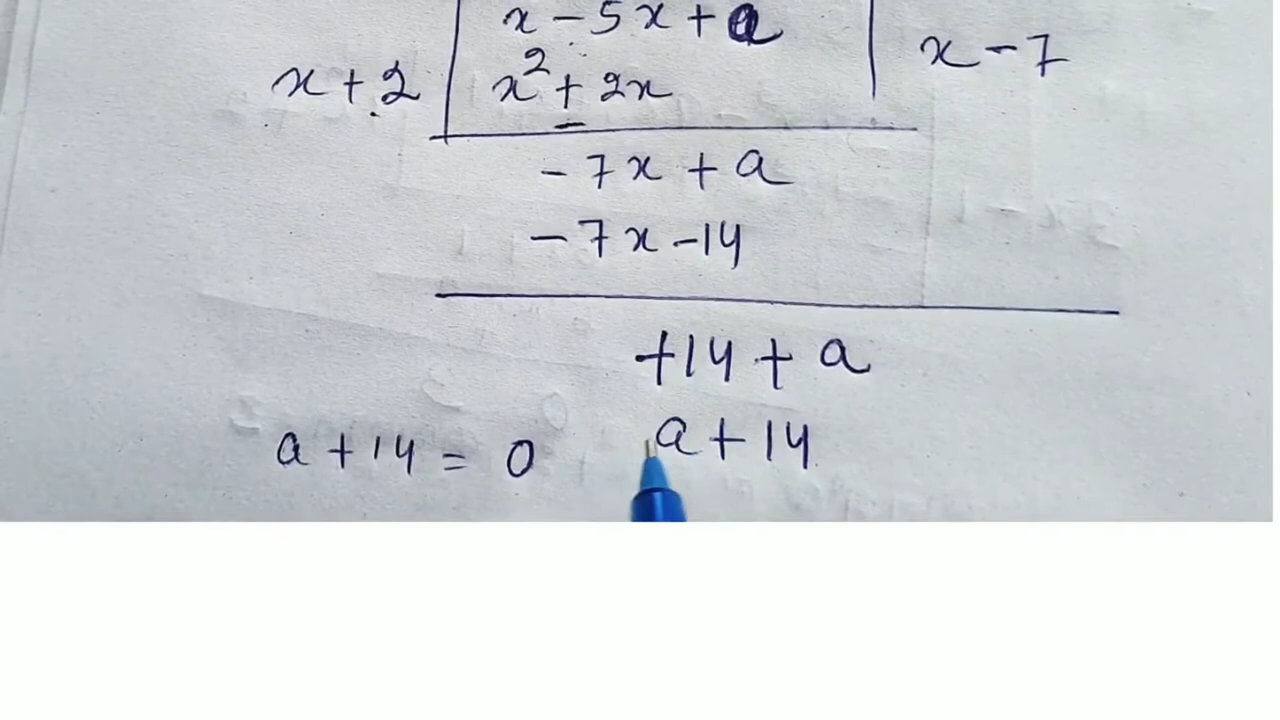 x - 5x + a
x + 2 x² + 2x x - 7
-
- 7x + a
- 7x - 14
+14 + a
a + 14 = 0 a + 14